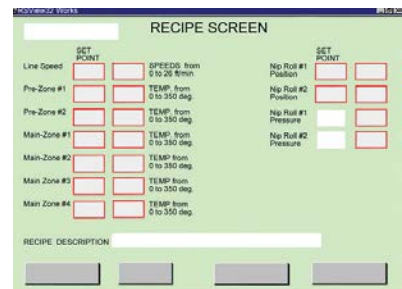 RSView32 Works
RECIPE SCREEN
SET
POINT
Line Speed
SPEEDS from
0 to 26 ft/min
Pre-Zone #1
TEMP. from
0 to 350 deg.
Pre-Zone #2
TEMP. from
0 to 350 deg.
Main-Zone #1
TEMP. from
0 to 350 deg.
Main-Zone #2
TEMP. from
0 to 350 deg.
Main Zone #3
TEMP from
0 to 350 deg.
Main Zone #4
TEMP from
0 to 350 deg.
SET
POINT
Nip Roll #1
Position
Nip Roll #2
Position
Nip Roll #1
Pressure
Nip Roll #2
Pressure
RECIPE DESCRIPTION